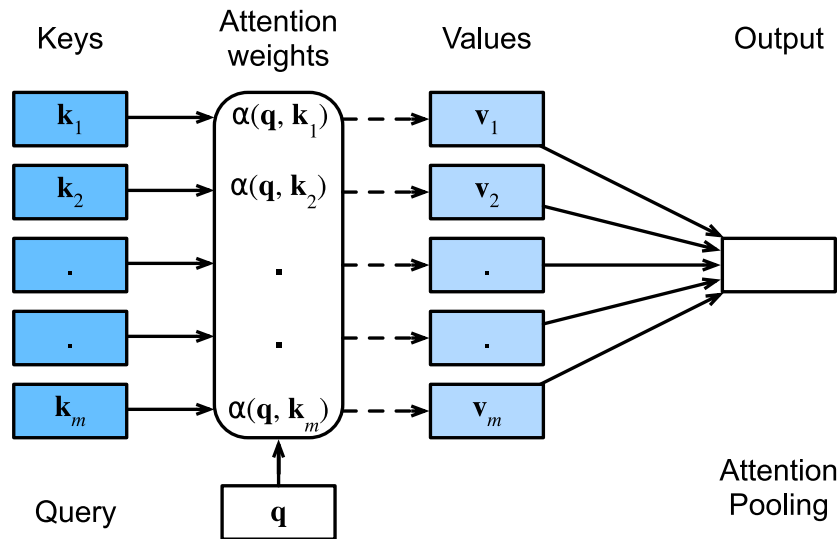 Keys
Attention
weights
Values
Output
k1
α(q, k1)
v1
k2
α(q, k2)
v2
.
.
.
.
.
.
km
α(q, km)
vm
Query
q
Attention
Pooling